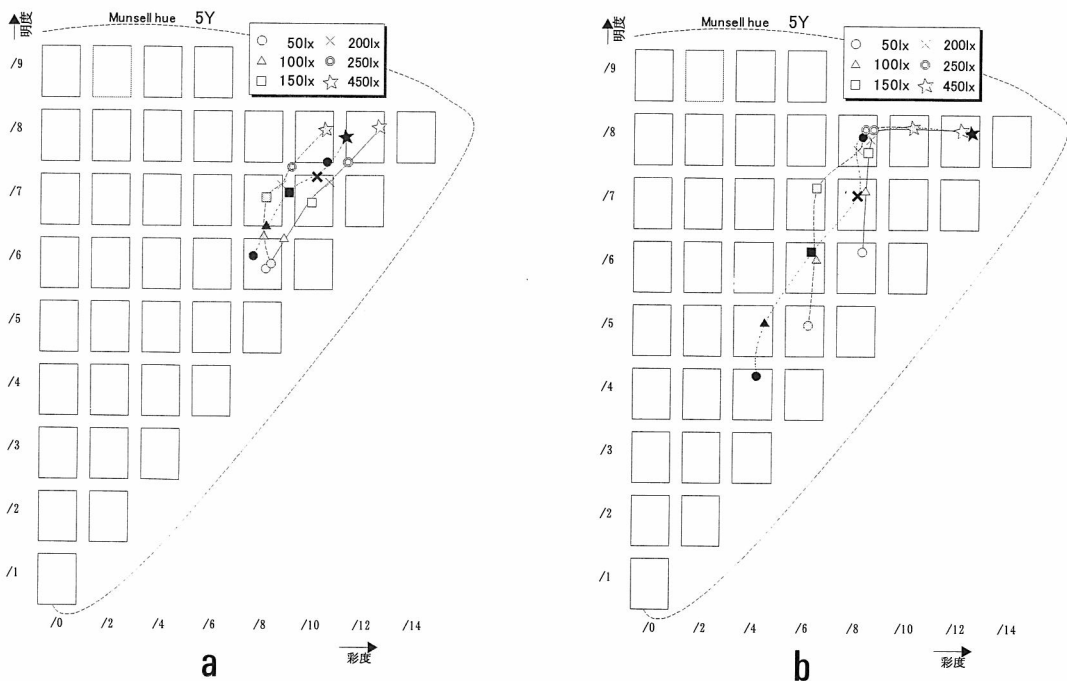 Munsell hue 5Y
明度
○ 50lx × 200lx
△ 100lx ◎ 250lx
□ 150lx ☆ 450lx
/9
/8
/7
/6
/5
/4
/3
/2
/1
/0 /2 /4 /6 /8 /10 /12 /14
彩度
a
Munsell hue 5Y
明度
○ 50lx × 200lx
△ 100lx ◎ 250lx
□ 150lx ☆ 450lx
/9
/8
/7
/6
/5
/4
/3
/2
/1
/0 /2 /4 /6 /8 /10 /12 /14
彩度
b